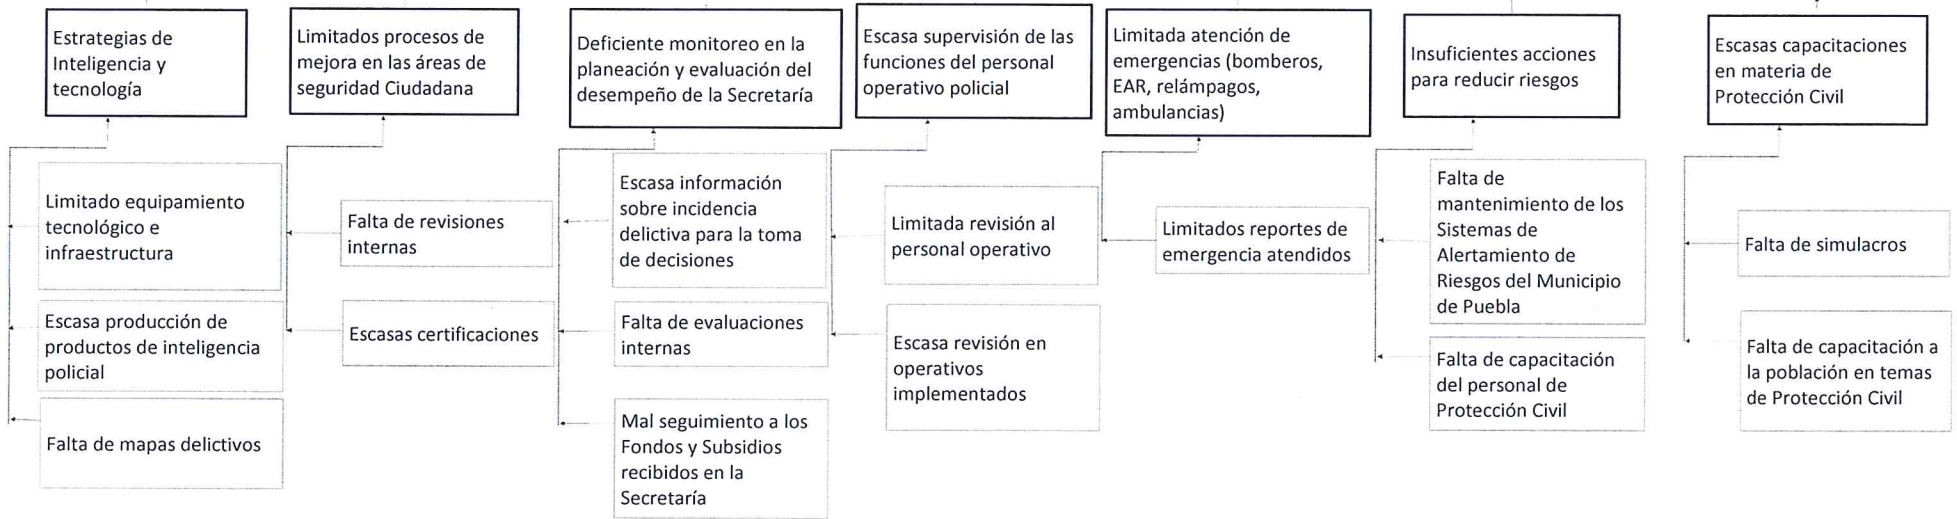 Estrategias de
Inteligencia y
tecnología
Limitado equipamiento
tecnológico e
infraestructura
Escasa producción de
productos de inteligencia
policial
Falta de mapas delictivos
Limitados procesos de
mejora en las áreas de
seguridad Ciudadana
Falta de revisiones
internas
Escasas certificaciones
Deficiente monitoreo en la
planeación y evaluación del
desempeño de la Secretaría
Escasa información
sobre incidencia
delictiva para la toma
de decisiones
Falta de evaluaciones
internas
Mal seguimiento a los
Fondos y Subsidios
recibidos en la
Secretaría
Escasa supervisión de las
funciones del personal
operativo policial
Limitada revisión al
personal operativo
Escasa revisión en
operativos
implementados
Limitada atención de
emergencias (bomberos,
EAR, relámpagos,
ambulancias)
Limitados reportes de
emergencia atendidos
Insuficientes acciones
para reducir riesgos
Falta de
mantenimiento de los
Sistemas de
Alertamiento de
Riesgos del Municipio
de Puebla
Falta de capacitación
del personal de
Protección Civil
Escasas capacitaciones
en materia de
Protección Civil
Falta de simulacros
Falta de capacitación a
la población en temas
de Protección Civil